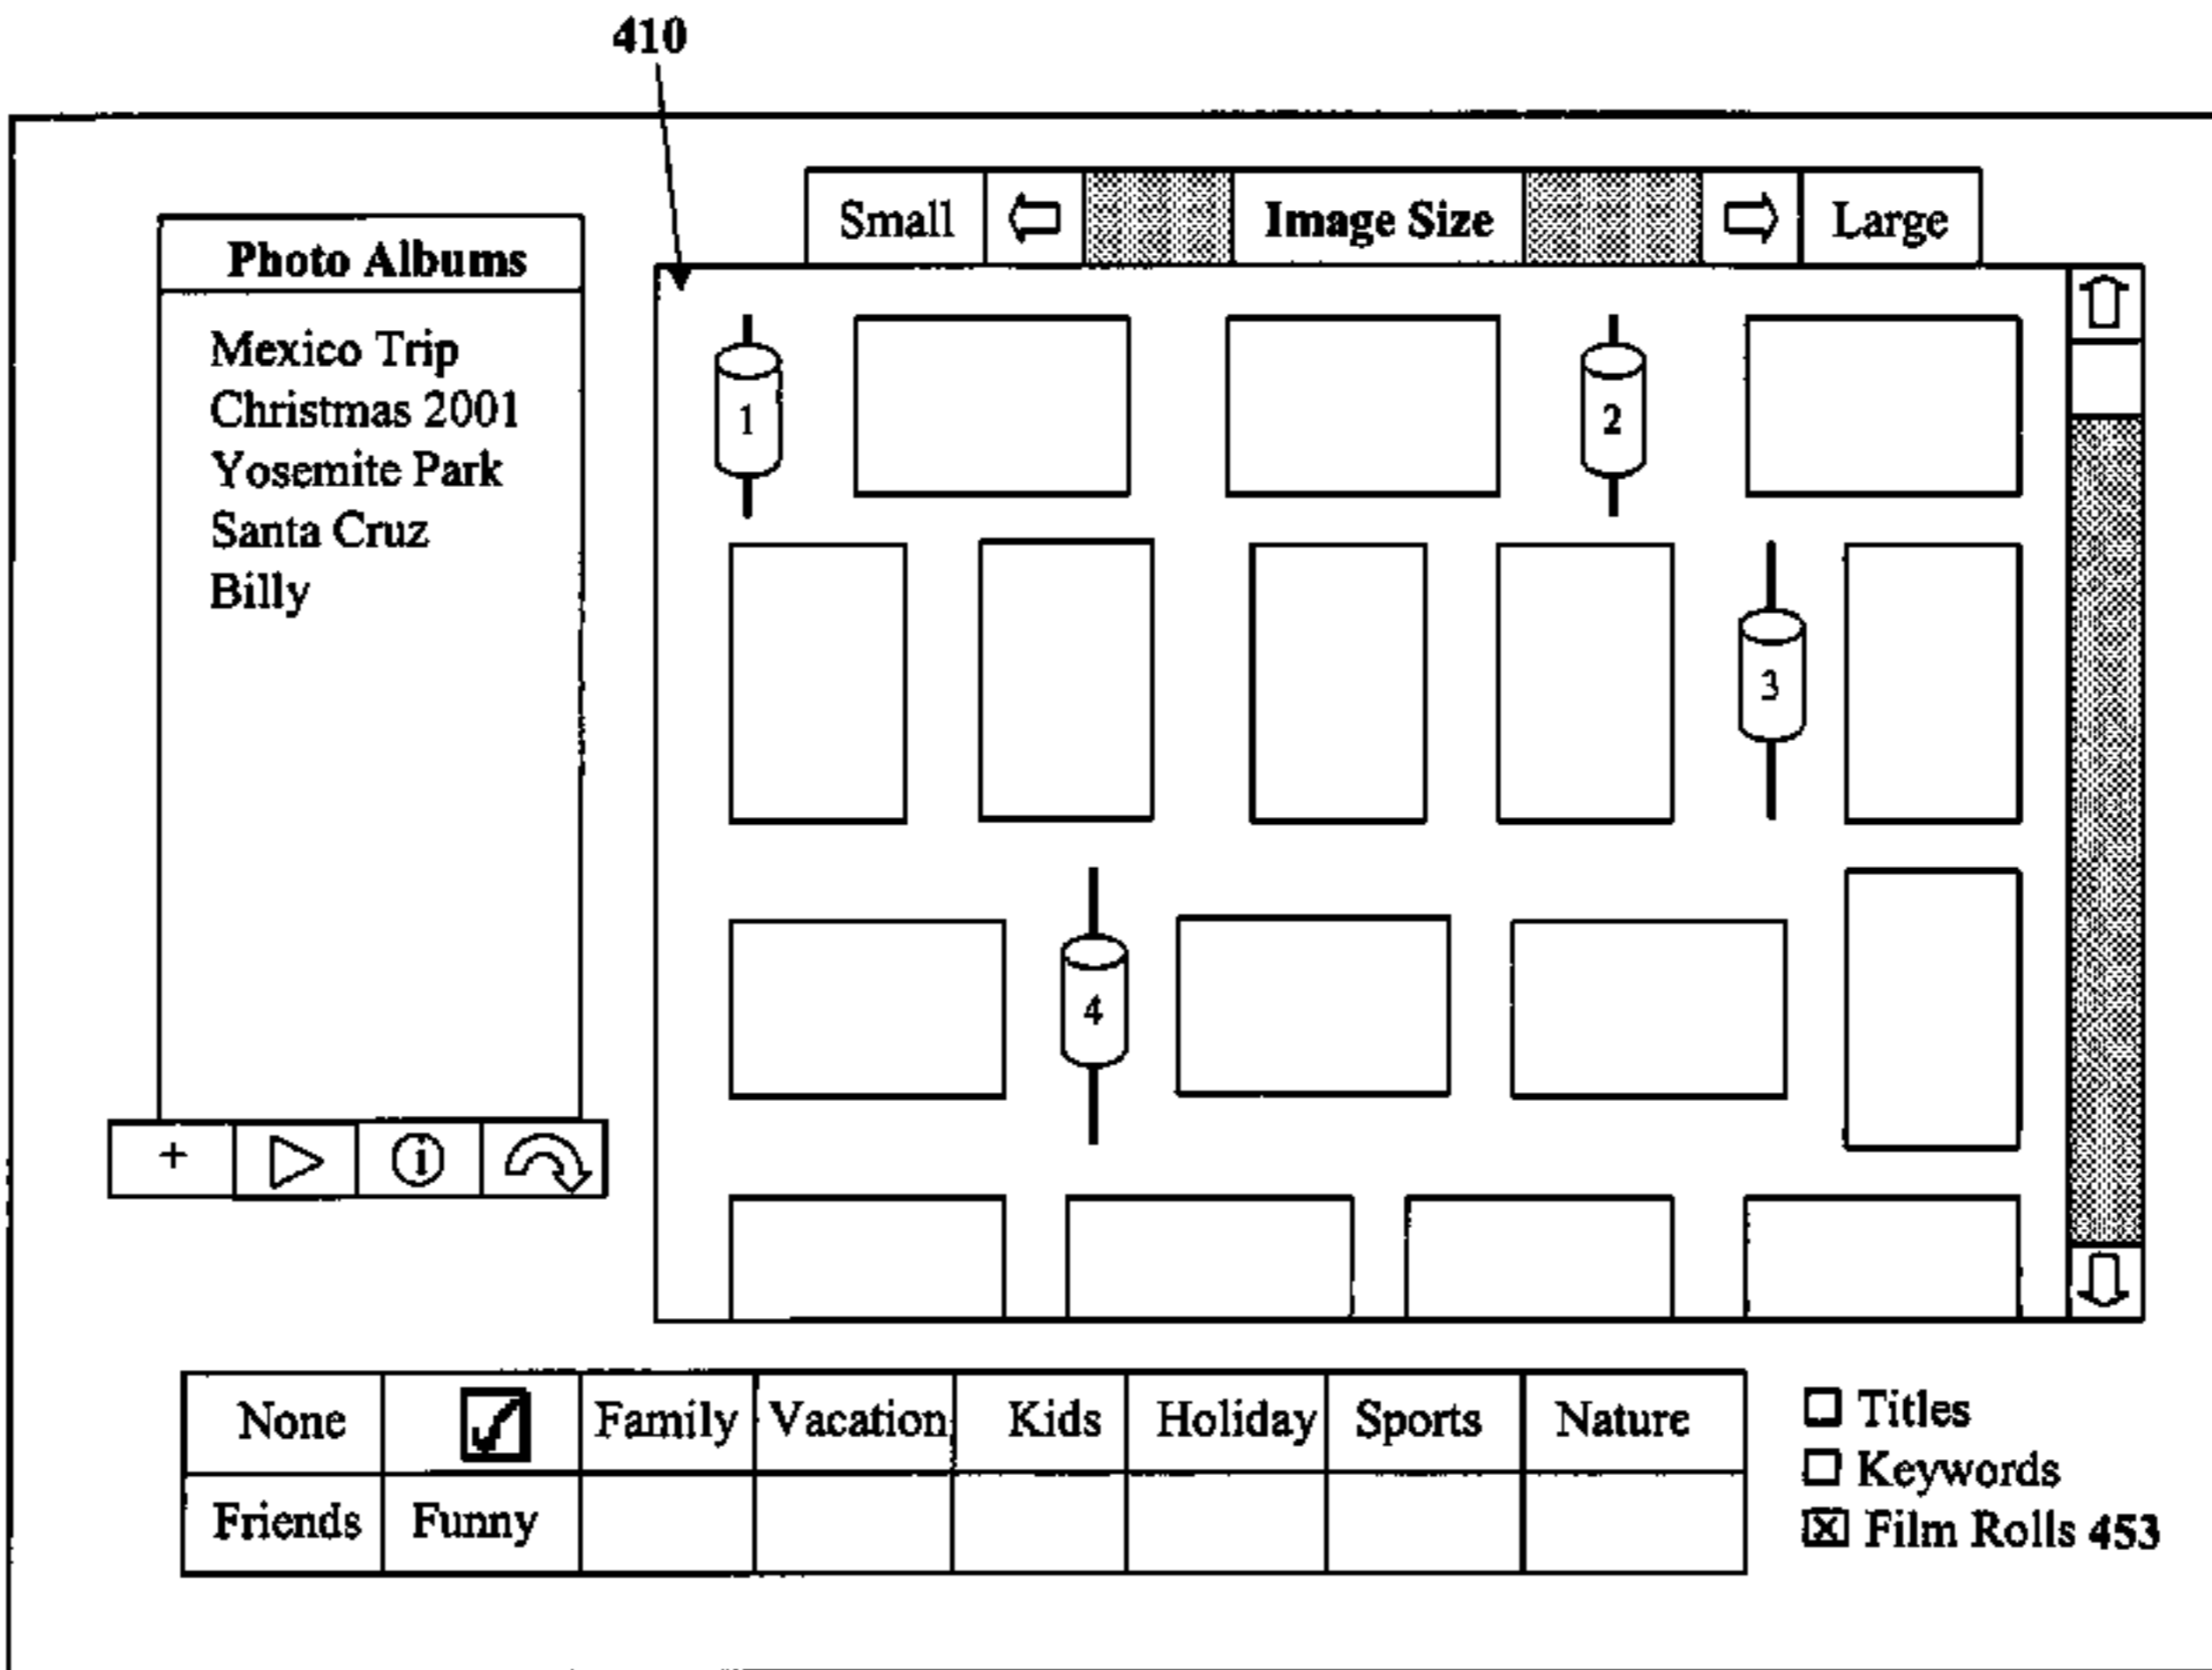 410
Small Image Size Large
Photo Albums
Mexico Trip
Christmas 2001
Yosemite Park
Santa Cruz
Billy
1
2
3
4
+
i
None Family Vacation Kids Holiday Sports Nature
Friends Funny
Titles
Keywords
Film Rolls 453